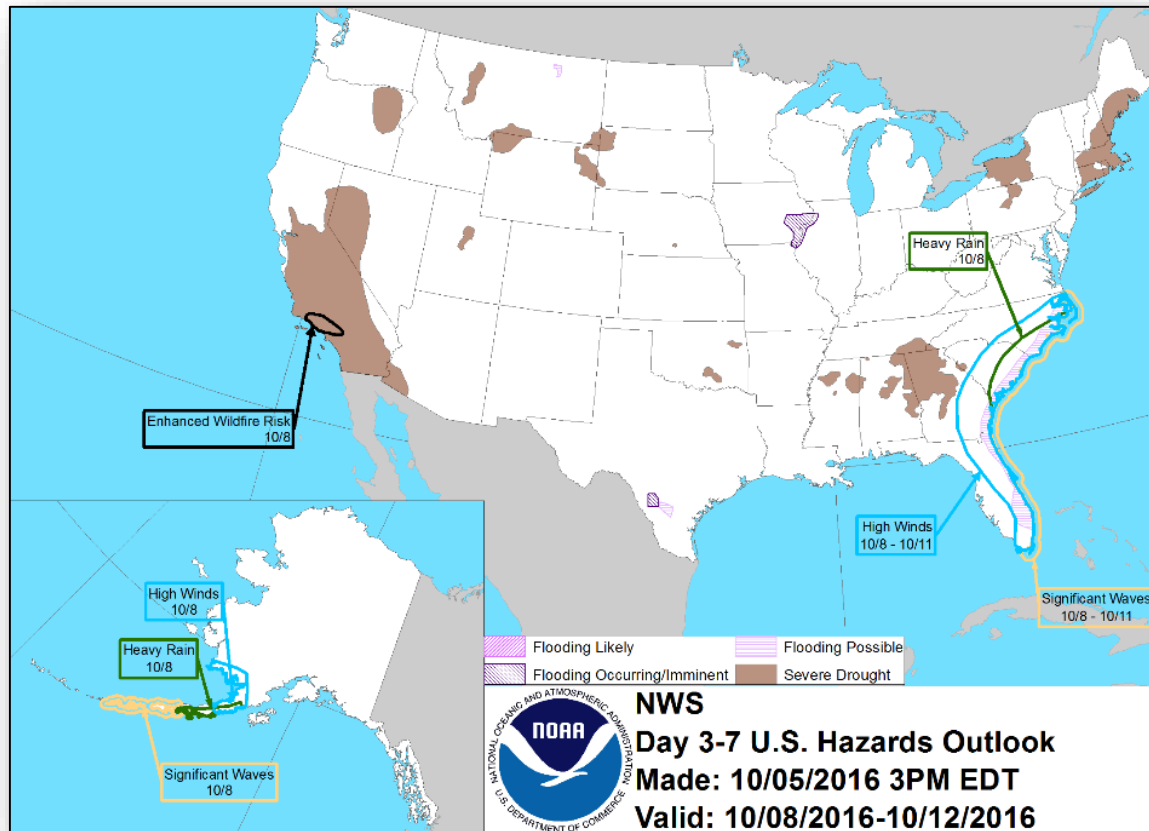 Heavy Rain
10/8
Enhanced Wildfire Risk
10/8
High Winds
10/8 - 10/11
Significant Waves
10/8 - 10/11
High Winds
10/8
Heavy Rain
10/8
Significant Waves
10/8
Flooding Likely
Flooding Possible
Flooding Occurring/Imminent
Severe Drought
NATIONAL OCEANIC AND ATMOSPHERIC ADMINISTRATION
NOAA
U.S. DEPARTMENT OF COMMERCE
NWS
Day 3-7 U.S. Hazards Outlook
Made: 10/05/2016 3PM EDT
Valid: 10/08/2016-10/12/2016